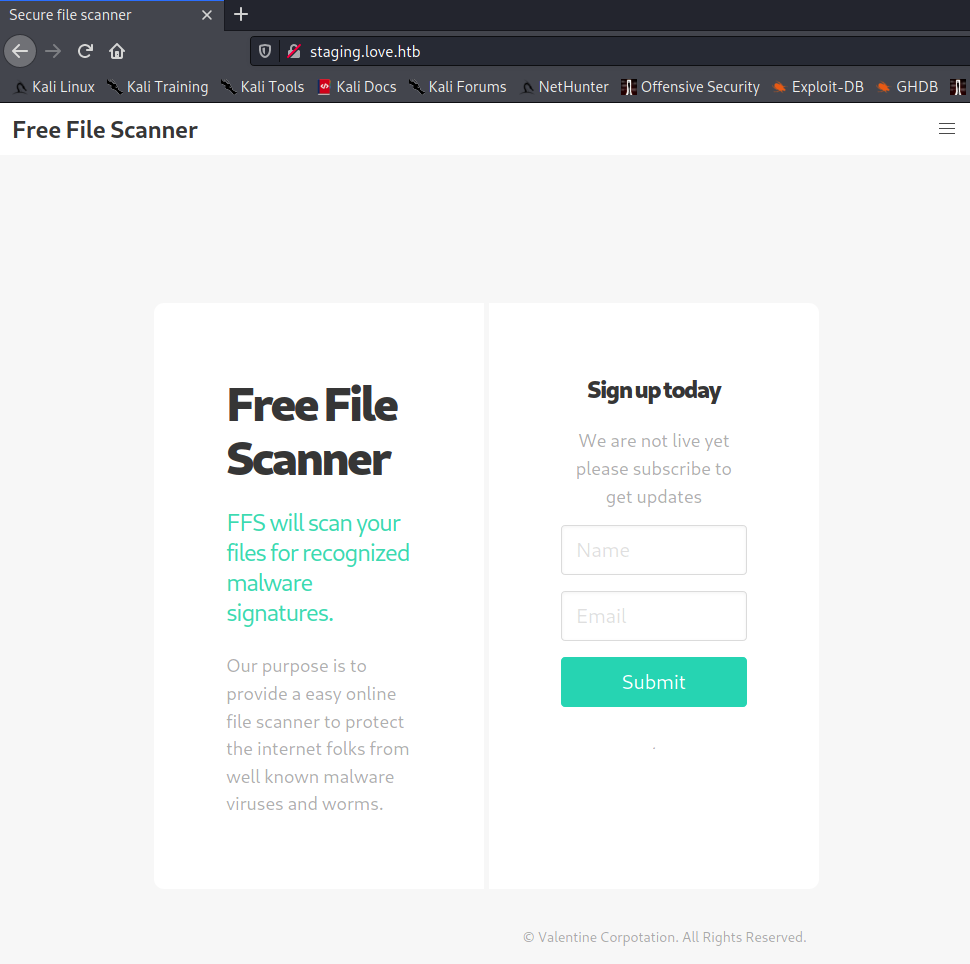 Secure file scanner
staging.love.htb
Kali Linux Kali Training Kali Tools Kali Docs Kali Forums NetHunter Offensive Security Exploit-DB GHDB
Free File Scanner
Free File
Scanner
FFS will scan your
files for recognized
malware
signatures.
Our purpose is to
provide a easy online
file scanner to protect
the internet folks from
well known malware
viruses and worms.
Sign up today
We are not live yet
please subscribe to
get updates
Name
Email
Submit
.
© Valentine Corpotation. All Rights Reserved.